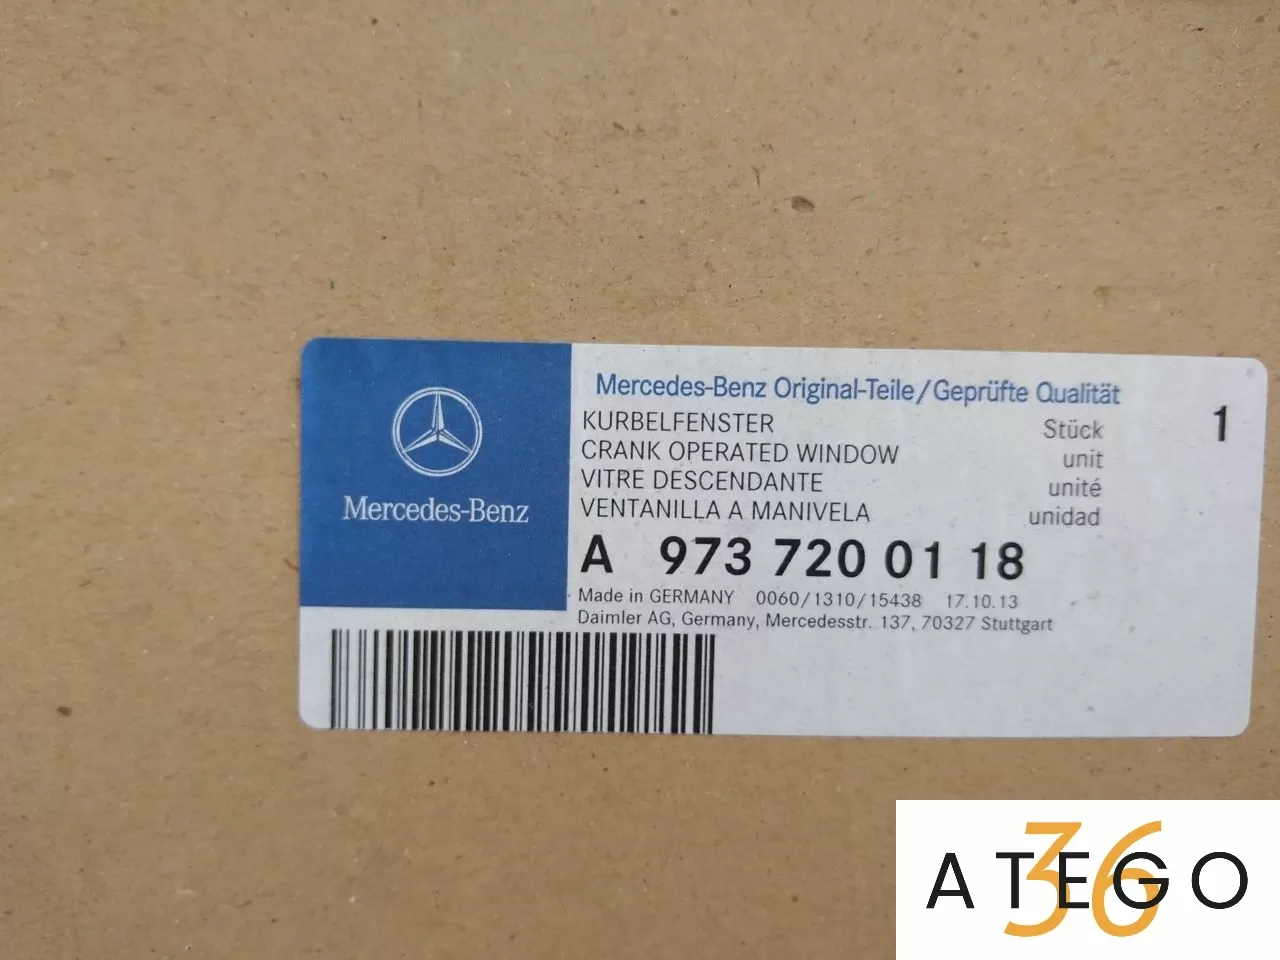 Mercedes-Benz
Mercedes-Benz Original-Teile/Geprüfte Qualität
KURBELFENSTER Stück 1
CRANK OPERATED WINDOW unit
VITRE DESCENDANTE unité
VENTANILLA A MANIVELA unidad
A 973 720 01 18
Made in GERMANY 0060/1310/15438 17.10.13
Daimler AG, Germany, Mercedesstr. 137, 70327 Stuttgart
ATEGO
36